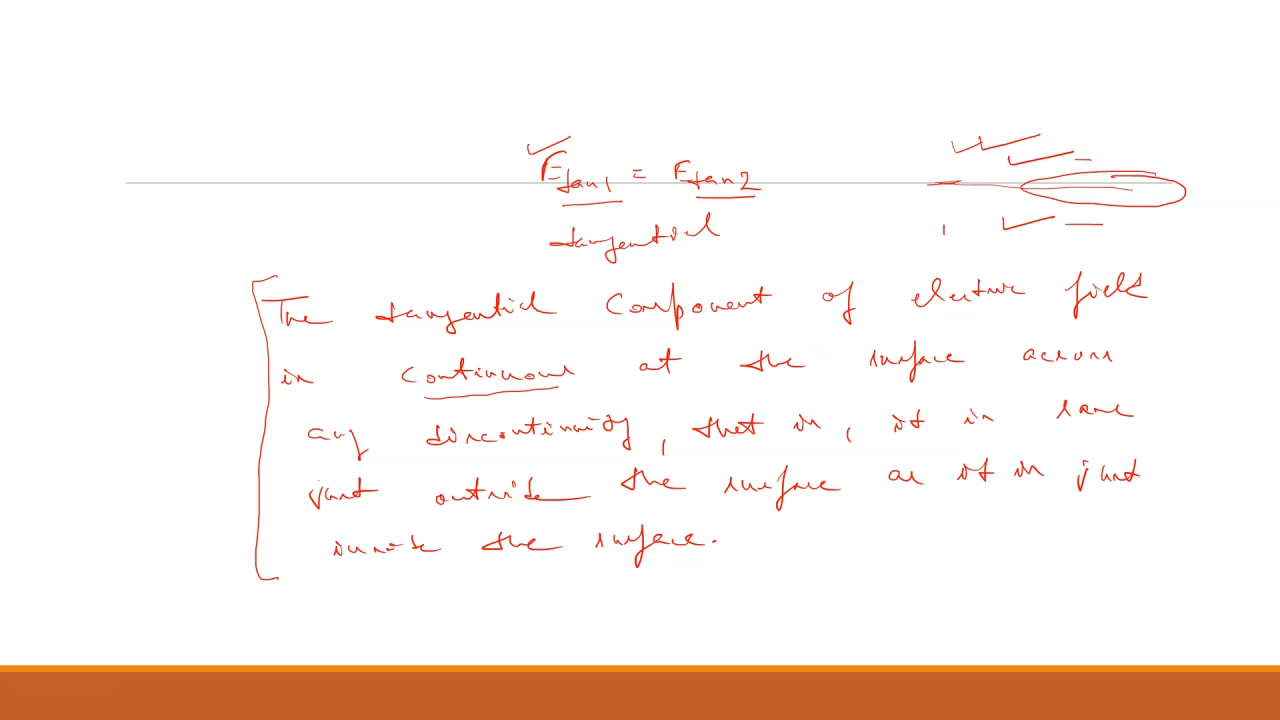 Etan1 = Etan2
tangential
The tangential component of electric field
is continuous at the surface across
any discontinuity, that is, it is same
just outside the surface as it is just
inside the surface.